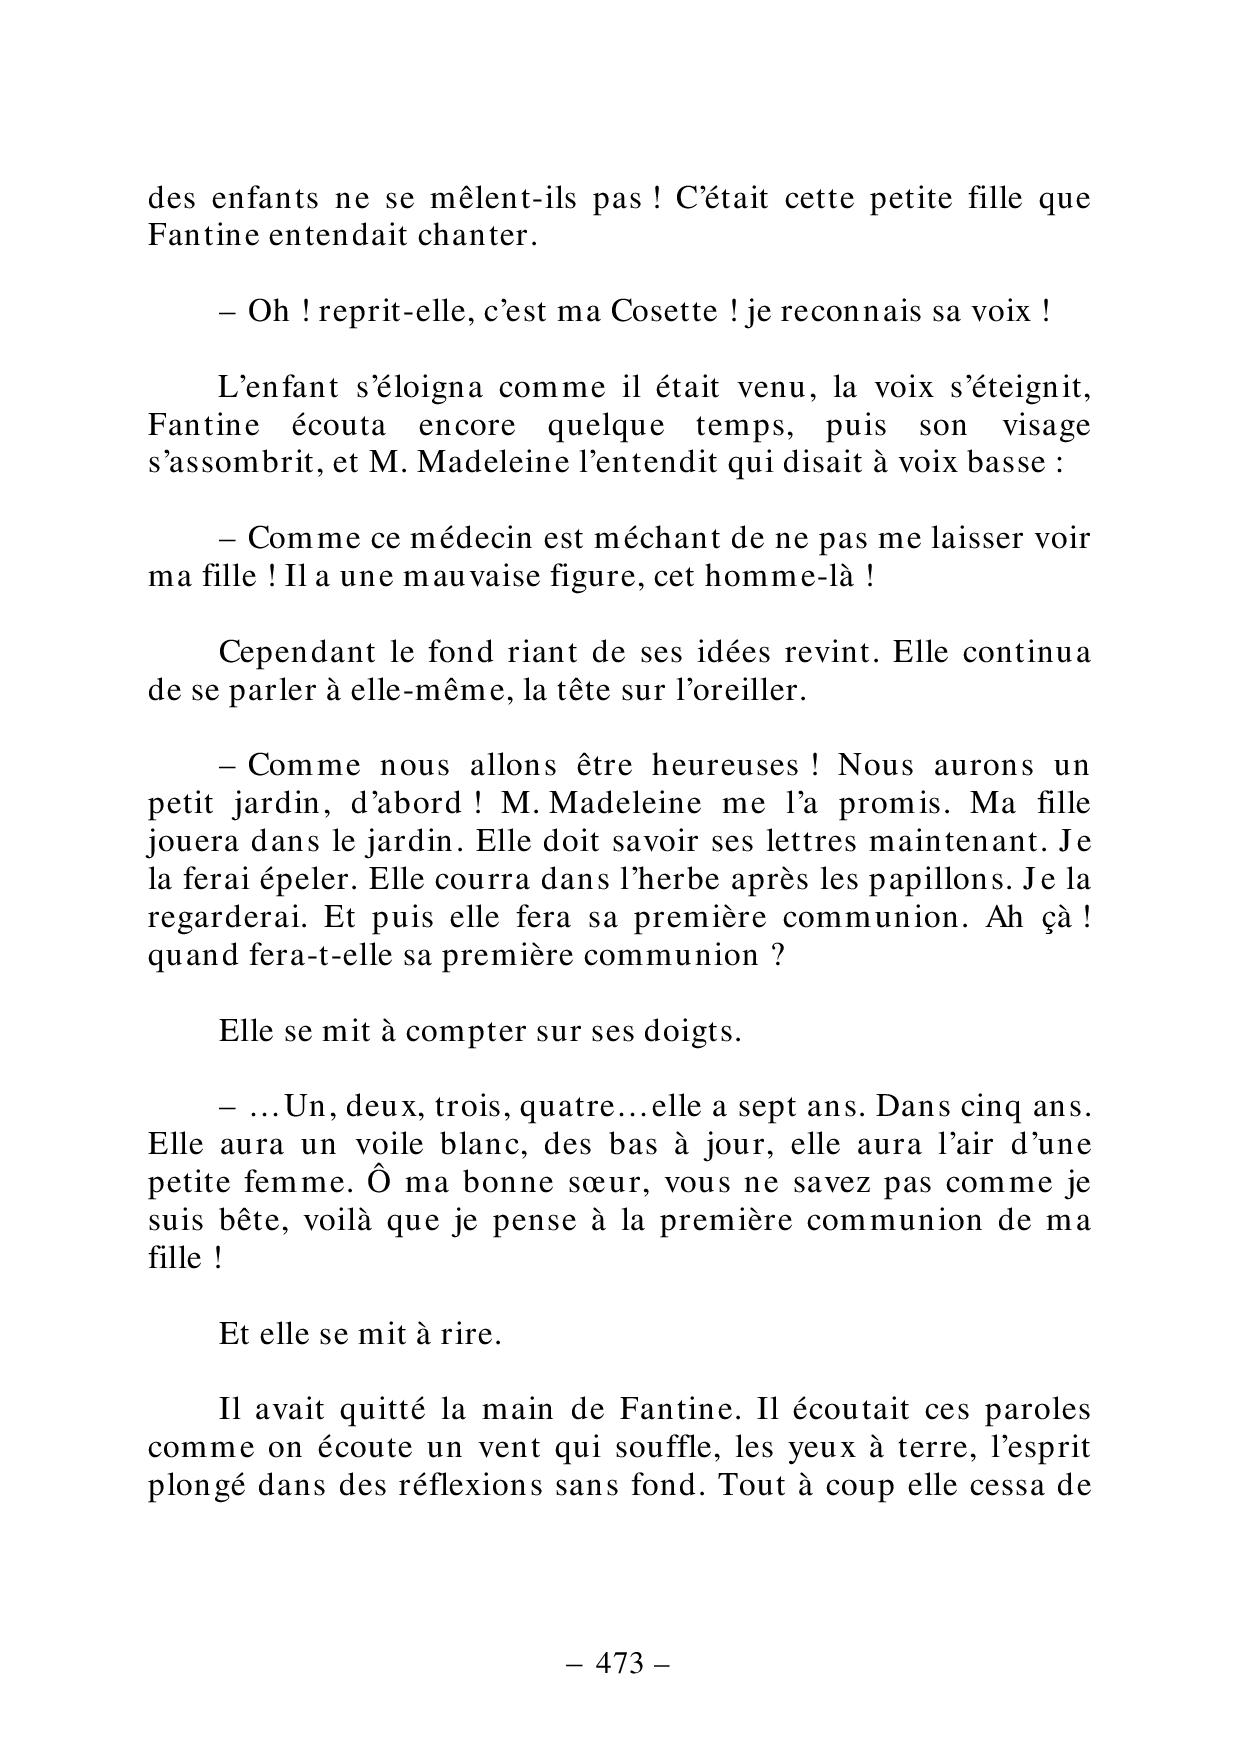 des enfants ne se mêlent-ils pas ! C’était cette petite fille que
Fantine entendait chanter.
– Oh ! reprit-elle, c’est ma Cosette ! je reconnais sa voix !
L’enfant s’éloigna comme il était venu, la voix s’éteignit,
Fantine écouta encore quelque temps, puis son visage
s’assombrit, et M. Madeleine l’entendit qui disait à voix basse :
– Comme ce médecin est méchant de ne pas me laisser voir
ma fille ! Il a une mauvaise figure, cet homme-là !
Cependant le fond riant de ses idées revint. Elle continua
de se parler à elle-même, la tête sur l’oreiller.
– Comme nous allons être heureuses ! Nous aurons un
petit jardin, d’abord ! M. Madeleine me l’a promis. Ma fille
jouera dans le jardin. Elle doit savoir ses lettres maintenant. Je
la ferai épeler. Elle courra dans l’herbe après les papillons. Je la
regarderai. Et puis elle fera sa première communion. Ah çà !
quand fera-t-elle sa première communion ?
Elle se mit à compter sur ses doigts.
– …Un, deux, trois, quatre…elle a sept ans. Dans cinq ans.
Elle aura un voile blanc, des bas à jour, elle aura l’air d’une
petite femme. Ô ma bonne sœur, vous ne savez pas comme je
suis bête, voilà que je pense à la première communion de ma
fille !
Et elle se mit à rire.
Il avait quitté la main de Fantine. Il écoutait ces paroles
comme on écoute un vent qui souffle, les yeux à terre, l’esprit
plongé dans des réflexions sans fond. Tout à coup elle cessa de
– 473 –